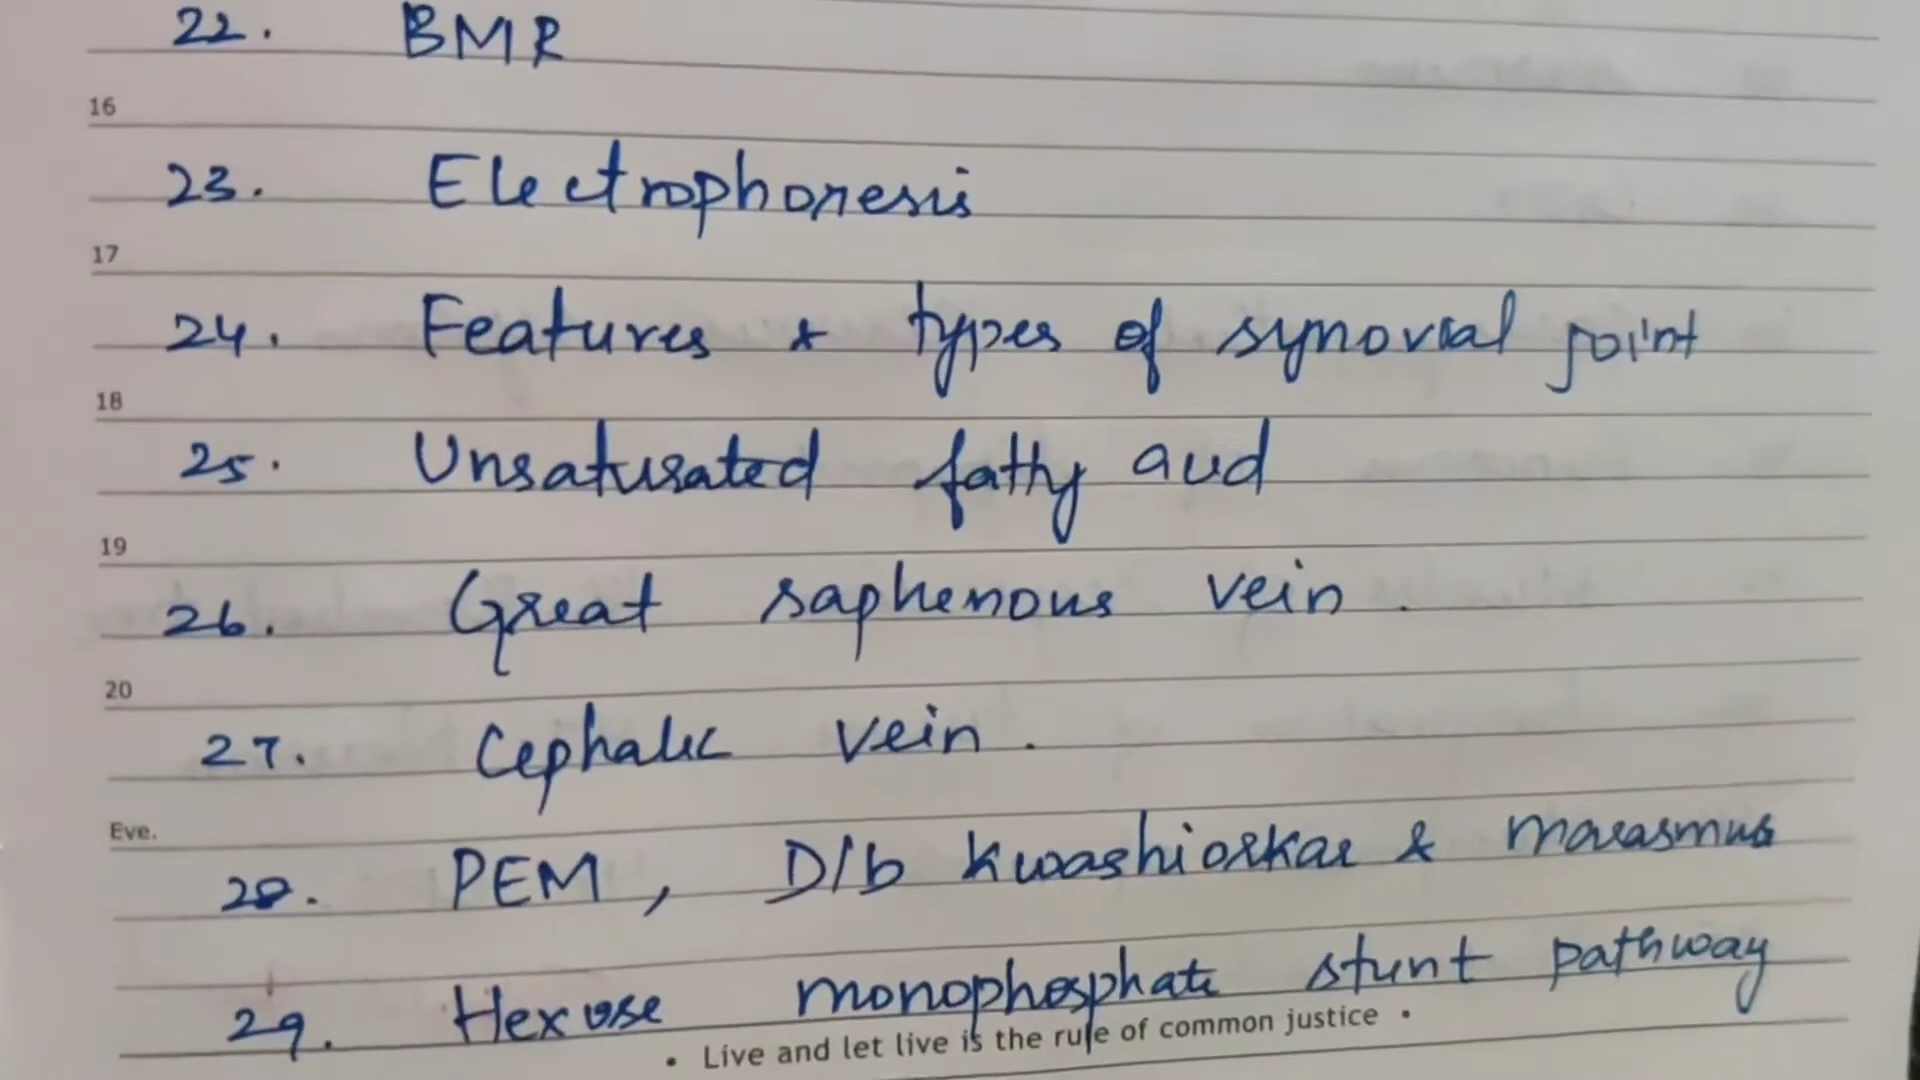 22. BMR
16
23. Electrophoresis
17
24. Features & types of synovial joint
18
25. Unsaturated fatty acid
19
26. Great saphenous vein.
20
27. Cephalic vein.
Eve.
28. PEM, D/b kwashiorkar & marasmus
29. Hexose monophosphate stunt pathway
• Live and let live is the rule of common justice •